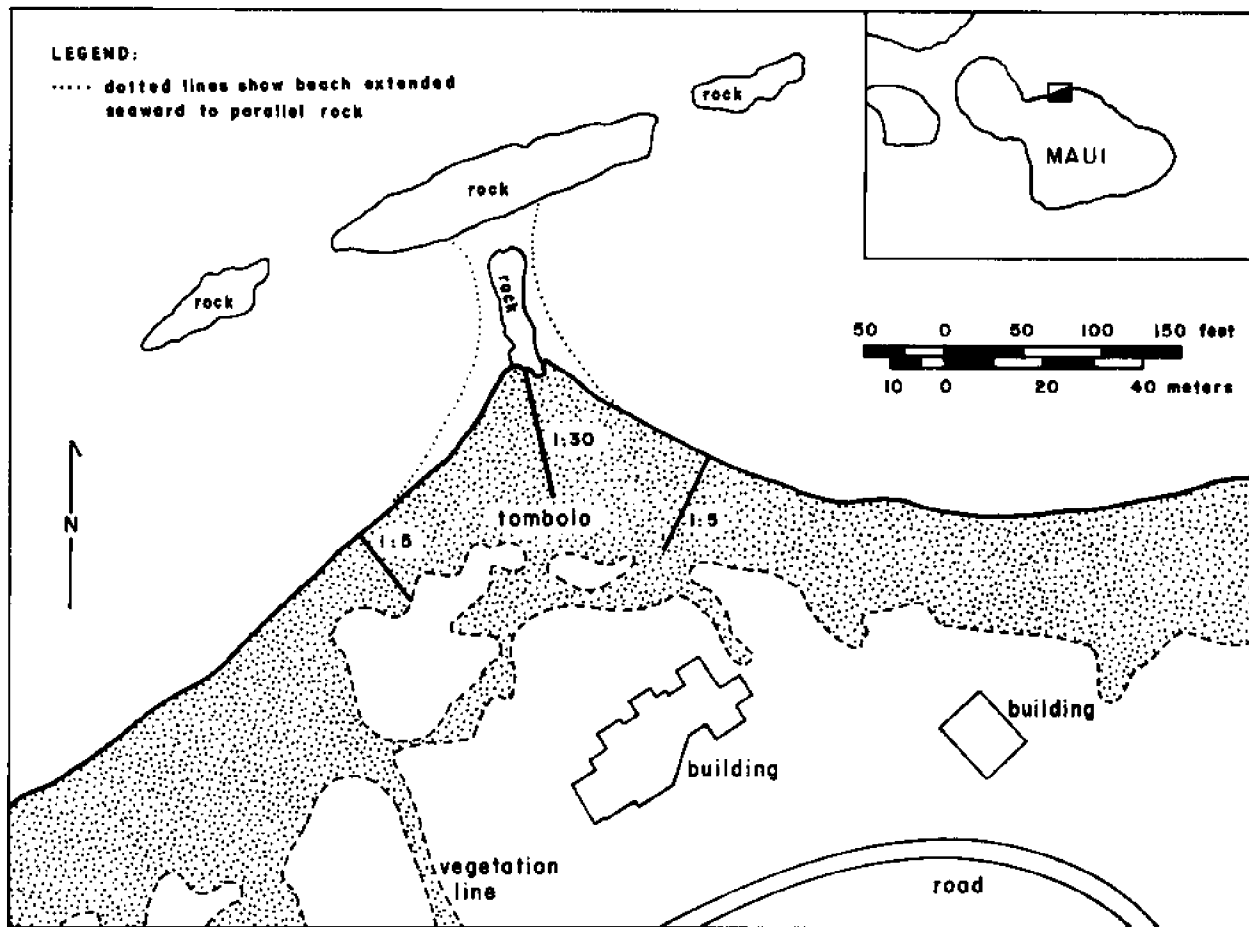 LEGEND:
..... dotted lines show beach extended
seaward to parallel rock
rock
MAUI
rock
rock
rock
50 0 50 100 150 feet
10 0 20 40 meters
1:30
N
tombolo
1:5
1:5
building
building
vegetation
line
road